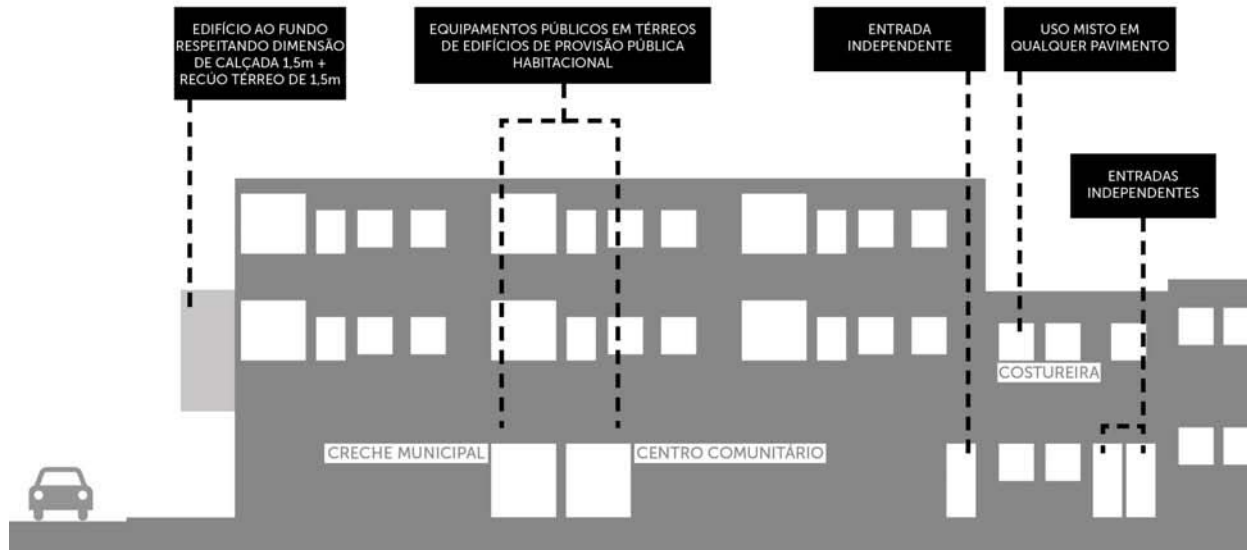 EDIFÍCIO AO FUNDO
RESPEITANDO DIMENSÃO
DE CALÇADA 1,5m +
RECÚO TÉRREO DE 1,5m
EQUIPAMENTOS PÚBLICOS EM TÉRREOS
DE EDIFÍCIOS DE PROVISÃO PÚBLICA
HABITACIONAL
ENTRADA
INDEPENDENTE
USO MISTO EM
QUALQUER PAVIMENTO
ENTRADAS
INDEPENDENTES
COSTUREIRA
CRECHE MUNICIPAL
CENTRO COMUNITÁRIO